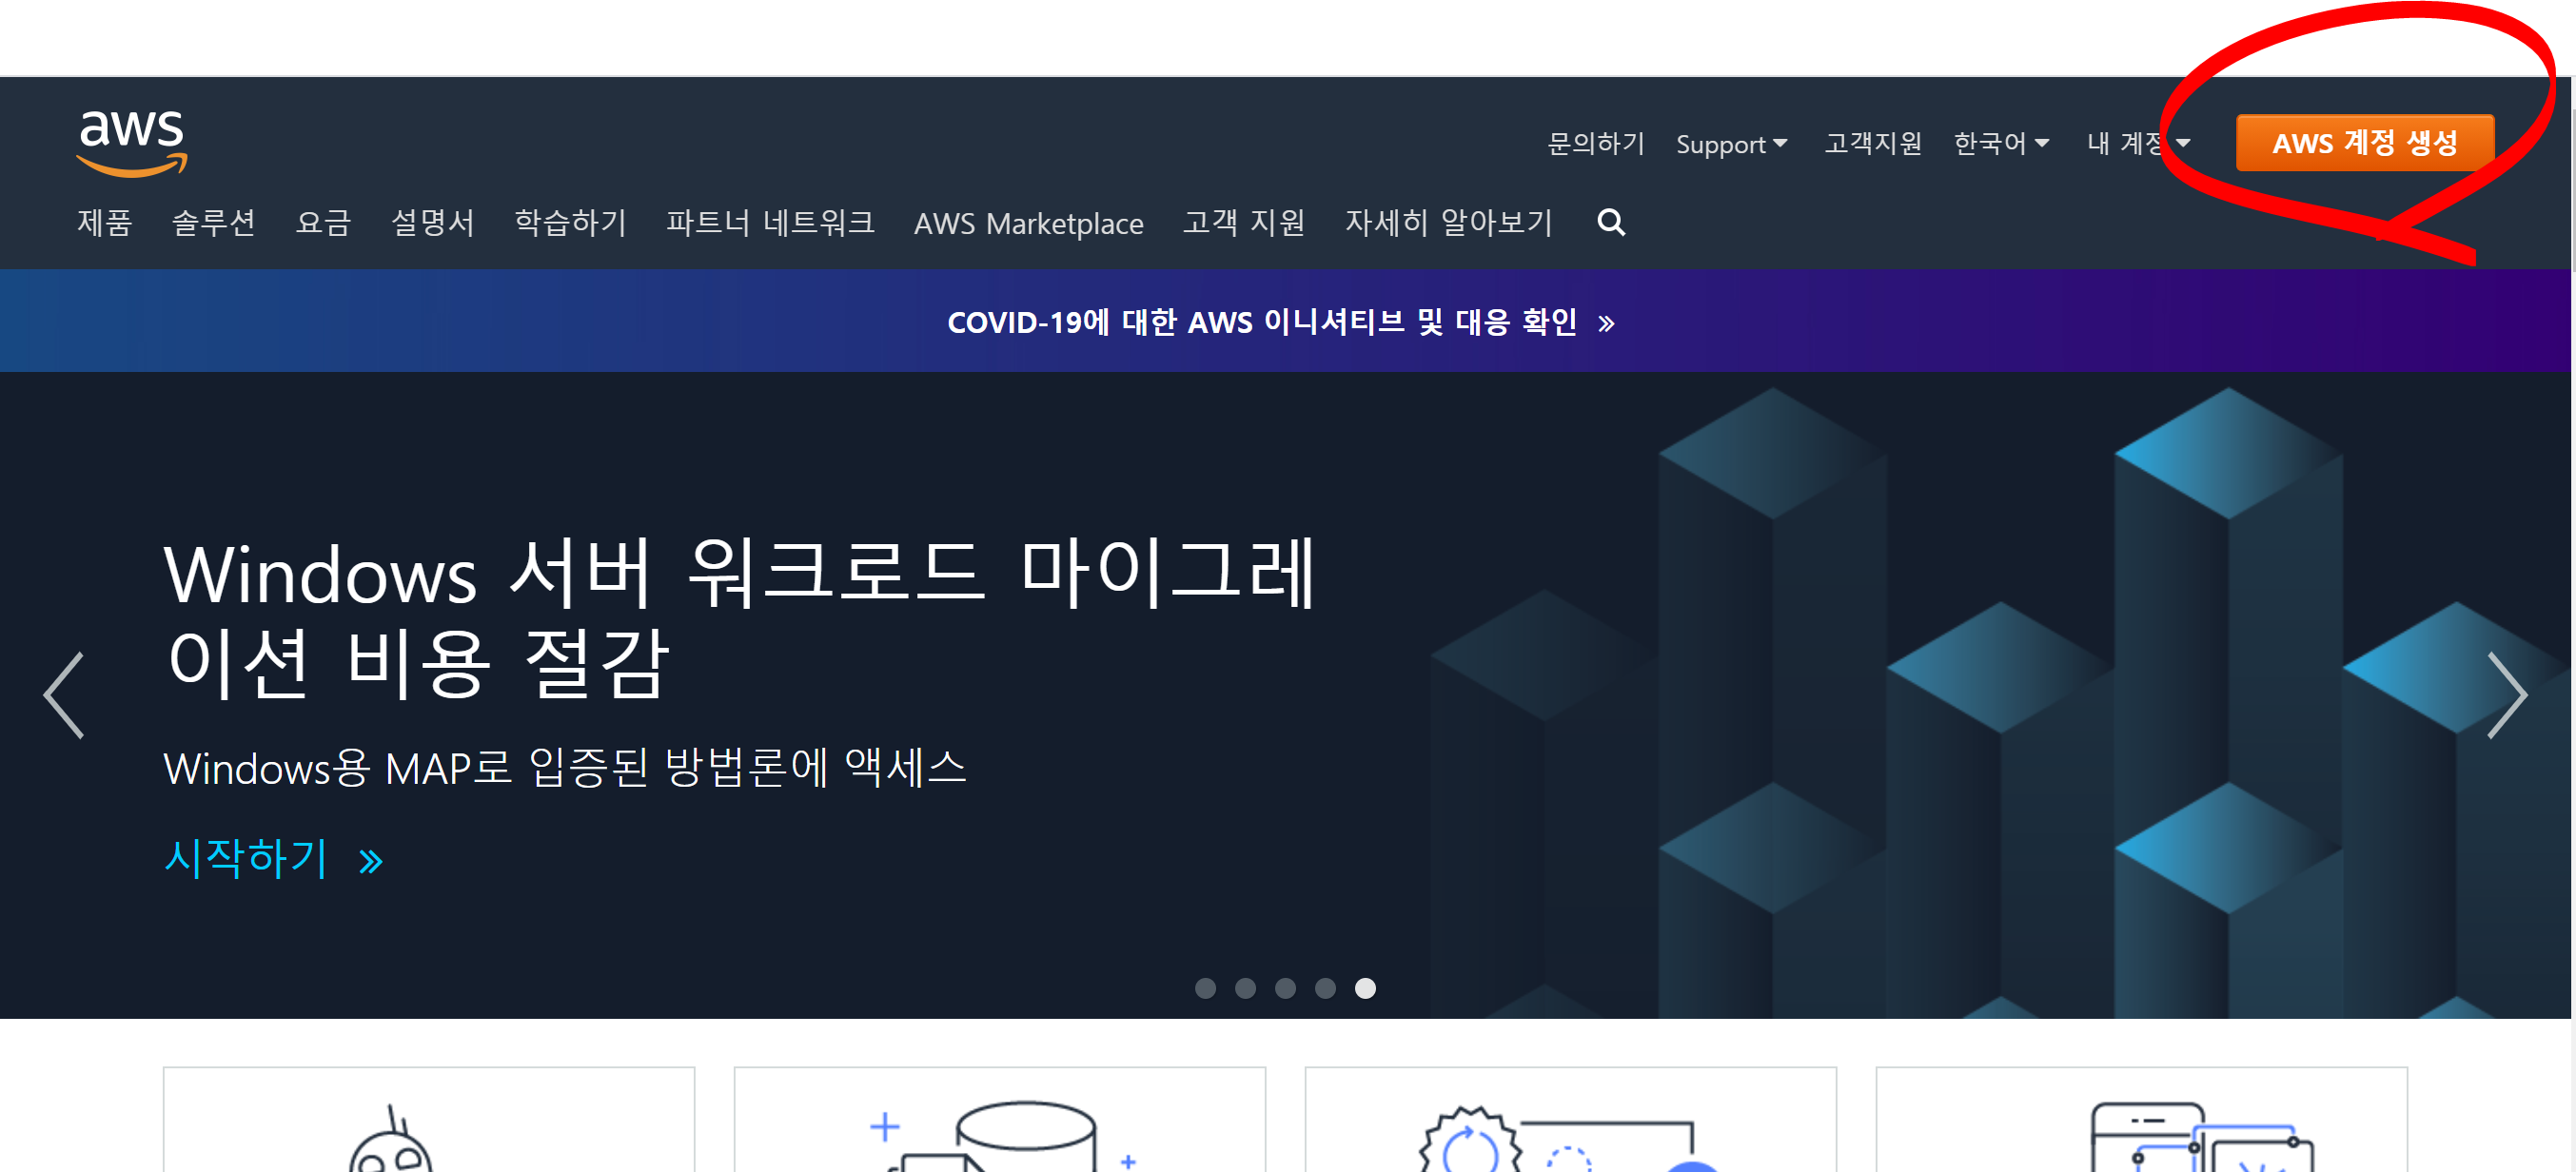 aws
문의하기 Support 고객지원 한국어 내 계정 AWS 계정 생성
제품 솔루션 요금 설명서 학습하기 파트너 네트워크 AWS Marketplace 고객 지원 자세히 알아보기
COVID-19에 대한 AWS 이니셔티브 및 대응 확인 »
Windows 서버 워크로드 마이그레
이션 비용 절감
Windows용 MAP로 입증된 방법론에 액세스
시작하기 »